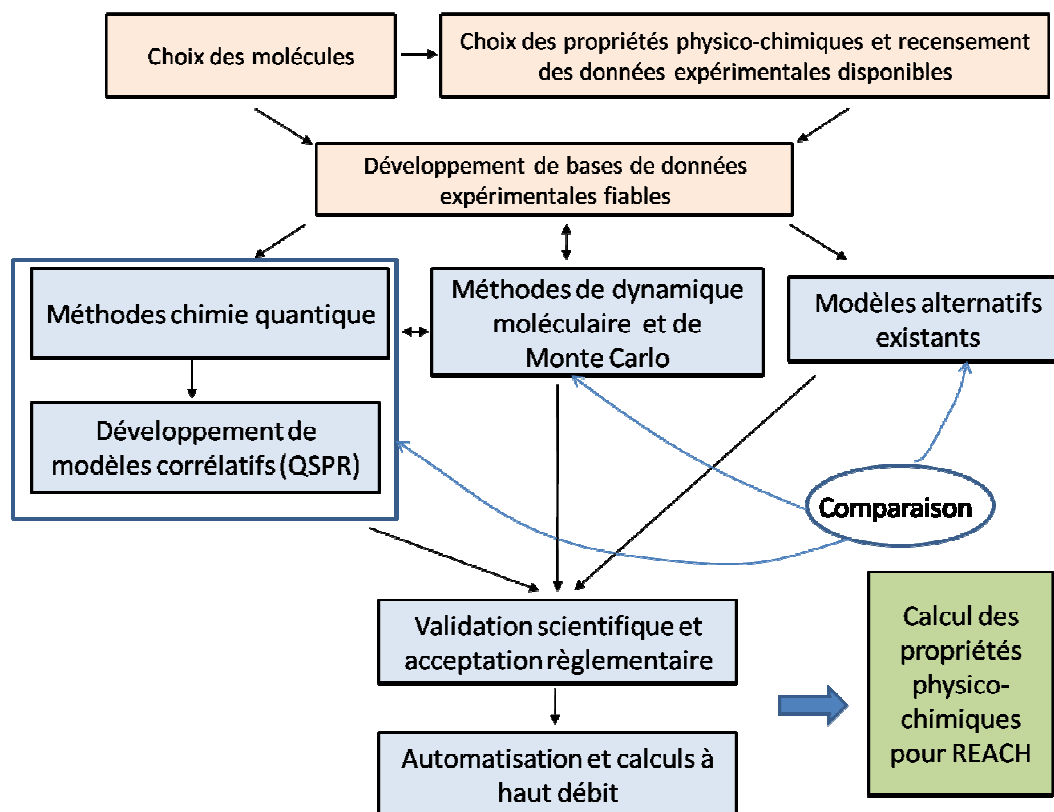 Choix des molécules
Choix des propriétés physico-chimiques et recensement
des données expérimentales disponibles
Développement de bases de données
expérimentales fiables
Méthodes chimie quantique
Développement de
modèles corrélatifs (QSPR)
Méthodes de dynamique
moléculaire et de
Monte Carlo
Modèles alternatifs
existants
Comparaison
Validation scientifique et
acceptation règlementaire
Automatisation et calculs à
haut débit
Calcul des
propriétés
physico-
chimiques
pour REACH